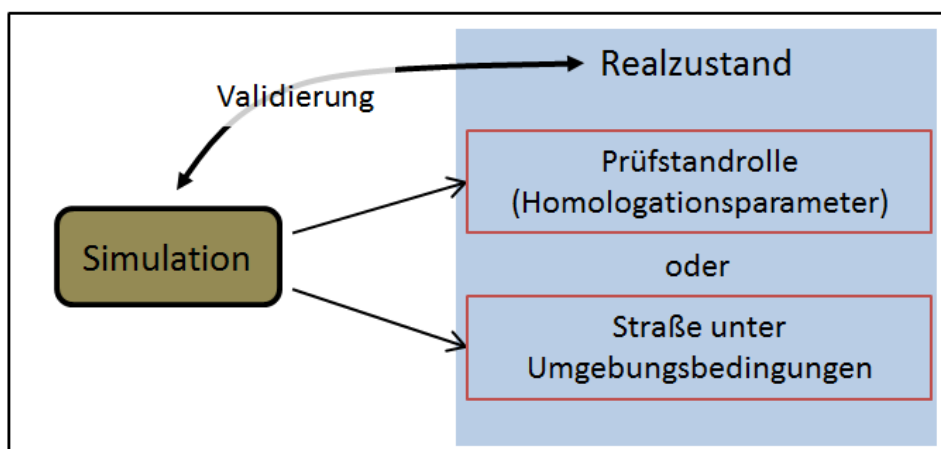 Realzustand
Validierung
Prüfstandrolle
(Homologationsparameter)
Simulation
oder
Straße unter
Umgebungsbedingungen